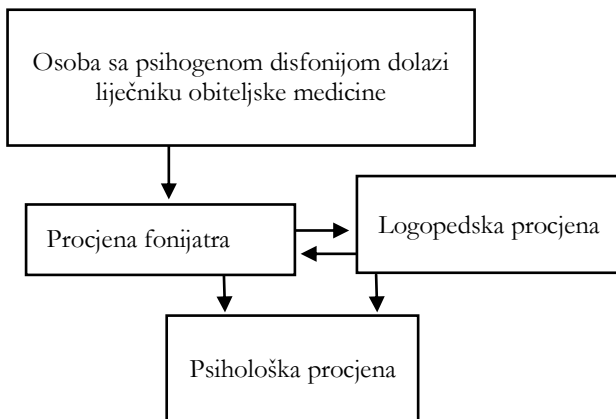 Osoba sa psihogenom disfonijom dolazi
liječniku obiteljske medicine
Procjena fonijatra
Logopedska procjena
Psihološka procjena